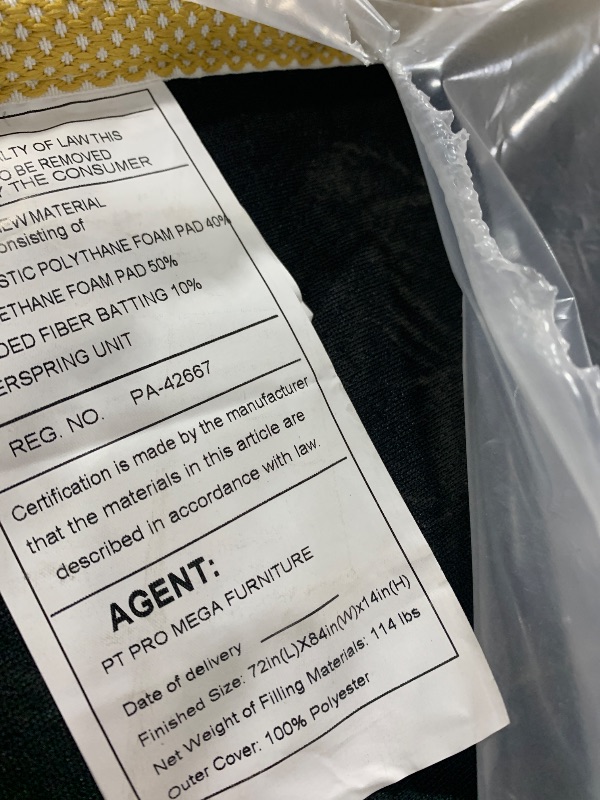 LTY OF LAW THIS
O BE REMOVED
Y THE CONSUMER
EW MATERIAL
onsisting of
STIC POLYTHANE FOAM PAD 40%
ETHANE FOAM PAD 50%
DED FIBER BATTING 10%
ERSPRING UNIT
REG. NO. PA-42667
Certification is made by the manufacturer
that the materials in this article are
described in accordance with law.
AGENT:
PT PRO MEGA FURNITURE
Date of delivery
Finished Size: 72in(L)X84in(W)x14in(H)
Net Weight of Filling Materials: 114 lbs
Outer Cover: 100% Polyester